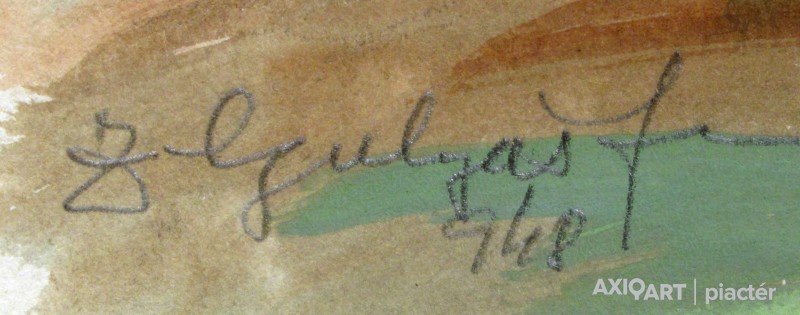 Z Gulyás J
948
AXIOART | piactér